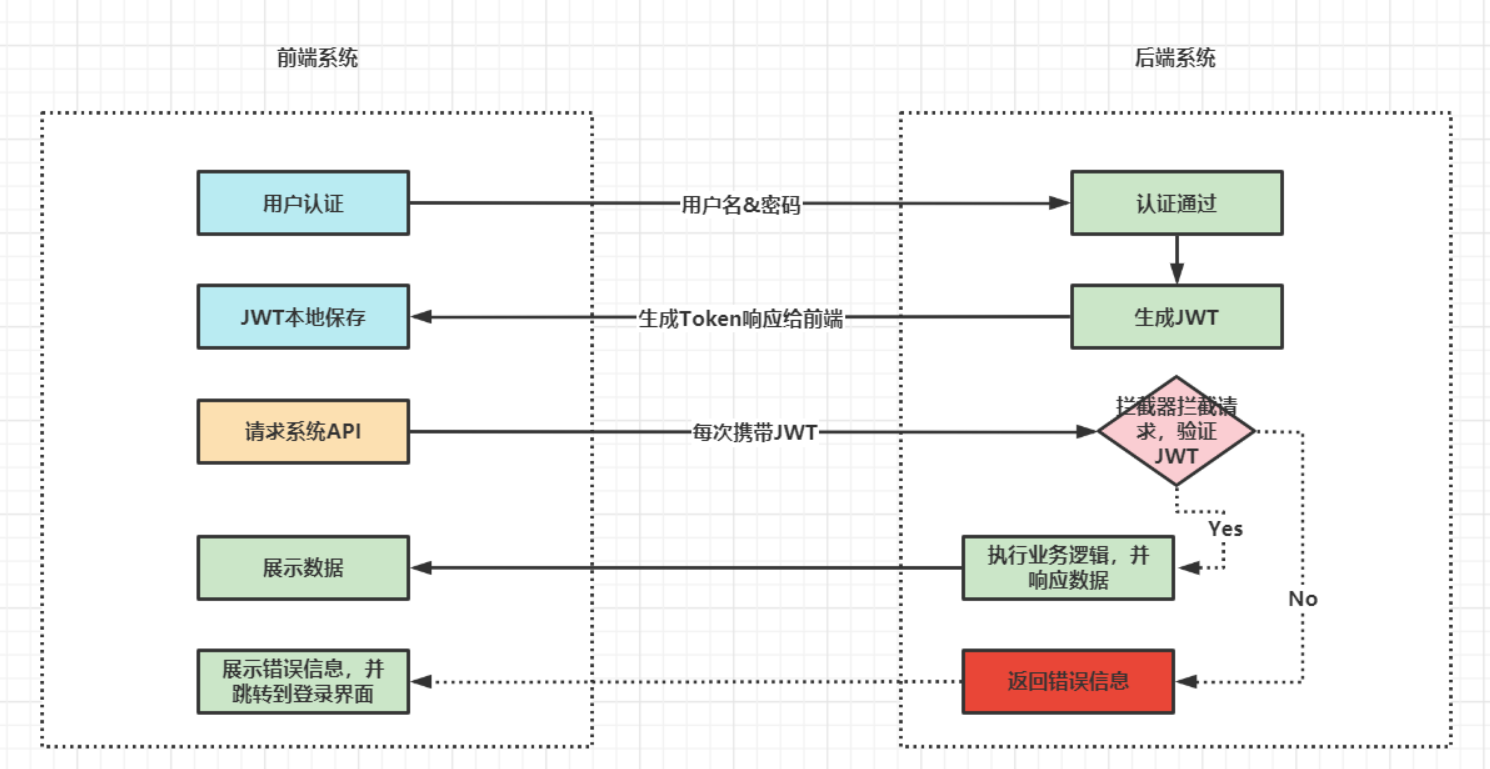 前端系统
后端系统
用户认证
用户名&密码
认证通过
JWT本地保存
生成Token响应给前端
生成JWT
请求系统API
每次携带JWT
拦截器拦截请
求，验证
JWT
Yes
展示数据
执行业务逻辑，并
响应数据
No
展示错误信息，并
跳转到登录界面
返回错误信息